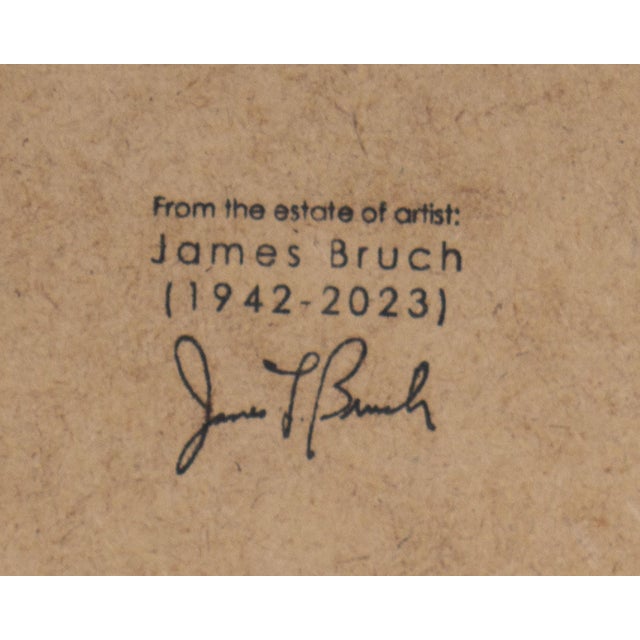 From the estate of artist:
James Bruch
(1942-2023)
James L. Bruch